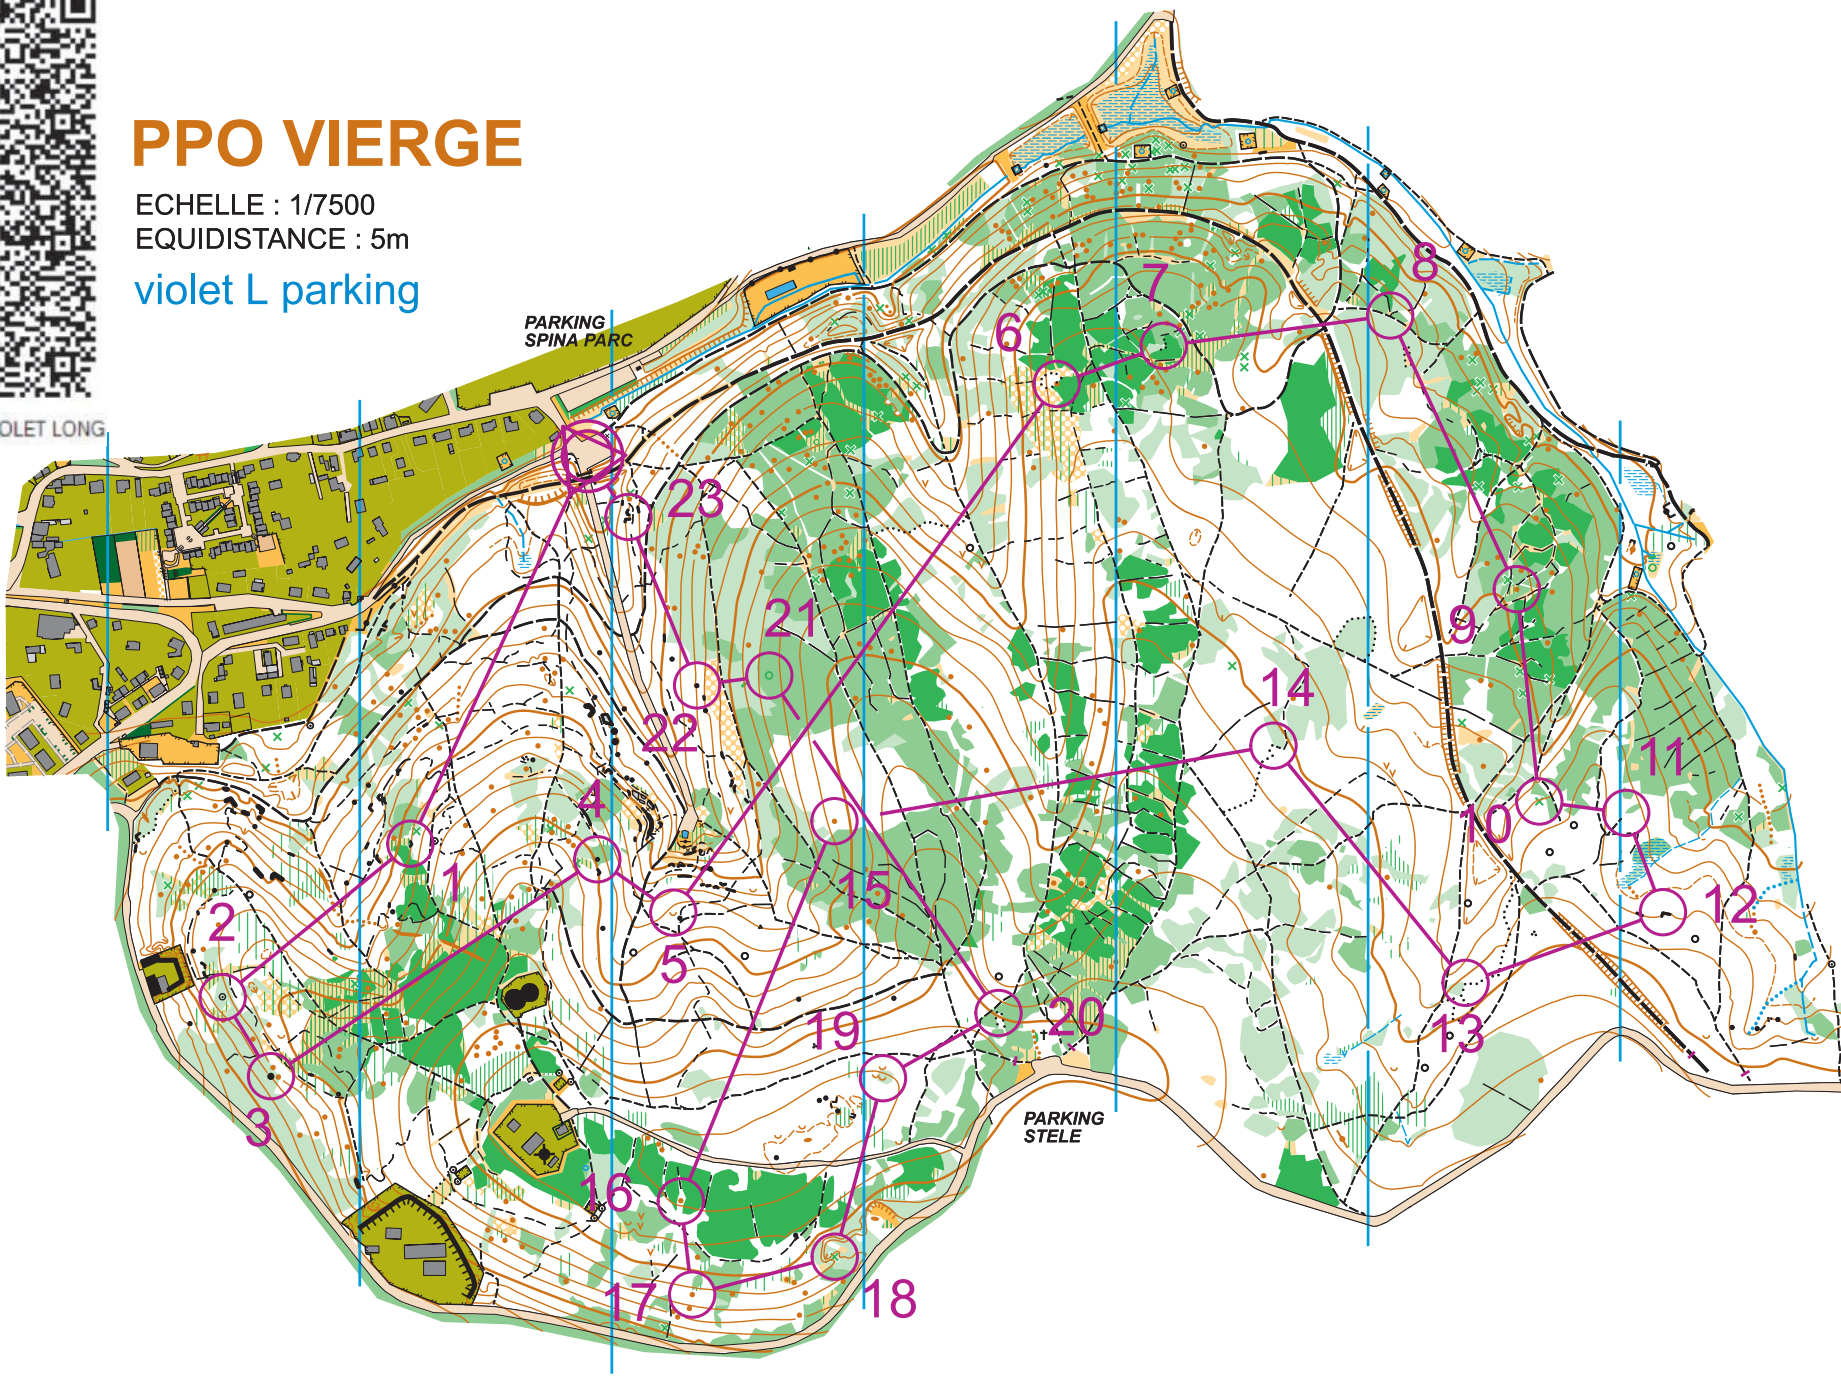 PPO VIERGE
ECHELLE : 1/7500
EQUIDISTANCE : 5m
violet L parking
OLET LONG
PARKING
SPINA PARC
8
7
6
23
21
9
22
14
11
4
10
1
15
2
12
5
20
19
13
3
16
PARKING
STELE
17
18